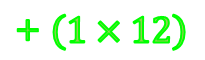 + (1 × 12)